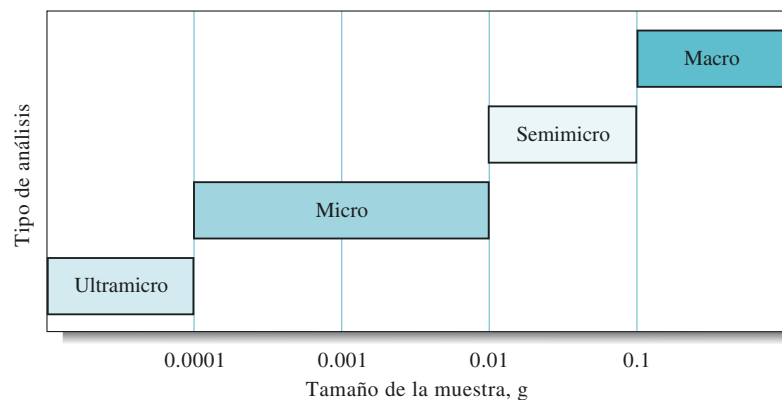 Macro
Semimicro
Micro
Ultramicro
Tipo de análisis
0.0001 0.001 0.01 0.1
Tamaño de la muestra, g